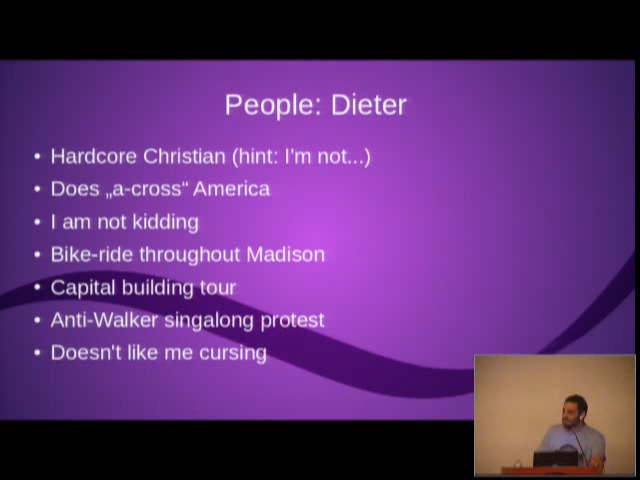 People: Dieter
• Hardcore Christian (hint: I'm not...)
• Does „a-cross“ America
• I am not kidding
• Bike-ride throughout Madison
• Capital building tour
• Anti-Walker singalong protest
• Doesn't like me cursing